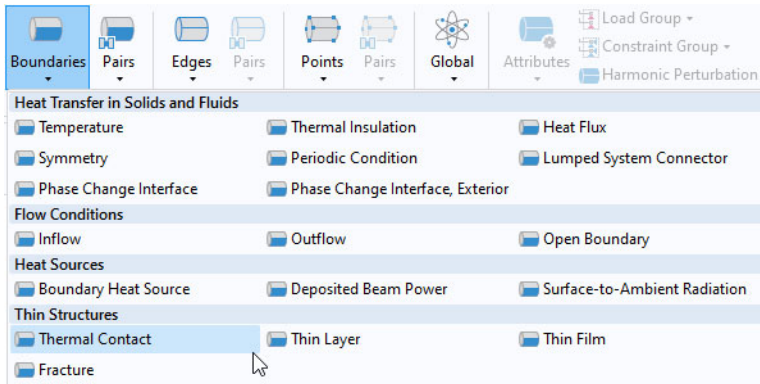 Load Group
Constraint Group
Boundaries Pairs Edges Pairs Points Pairs Global Attributes
Harmonic Perturbation
Heat Transfer in Solids and Fluids
Temperature Thermal Insulation Heat Flux
Symmetry Periodic Condition Lumped System Connector
Phase Change Interface Phase Change Interface, Exterior
Flow Conditions
Inflow Outflow Open Boundary
Heat Sources
Boundary Heat Source Deposited Beam Power Surface-to-Ambient Radiation
Thin Structures
Thermal Contact Thin Layer Thin Film
Fracture